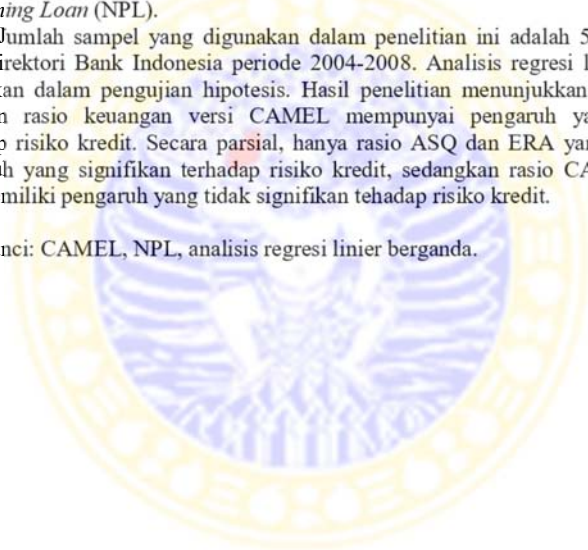 ning Loan (NPL).
Jumlah sampel yang digunakan dalam penelitian ini adalah 5
irektori Bank Indonesia periode 2004-2008. Analisis regresi l
kan dalam pengujian hipotesis. Hasil penelitian menunjukkan
n rasio keuangan versi CAMEL mempunyai pengaruh ya
p risiko kredit. Secara parsial, hanya rasio ASQ dan ERA yar
uh yang signifikan terhadap risiko kredit, sedangkan rasio CA
miliki pengaruh yang tidak signifikan tehadap risiko kredit.
nci: CAMEL, NPL, analisis regresi linier berganda.